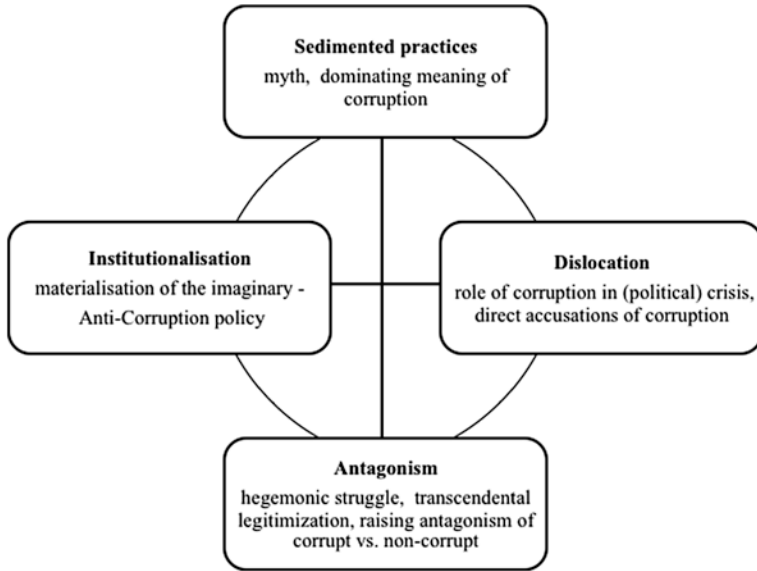 Sedimented practices
myth, dominating meaning of
corruption
Institutionalisation
materialisation of the imaginary -
Anti-Corruption policy
Dislocation
role of corruption in (political) crisis,
direct accusations of corruption
Antagonism
hegemonic struggle, transcendental
legitimization, raising antagonism of
corrupt vs. non-corrupt